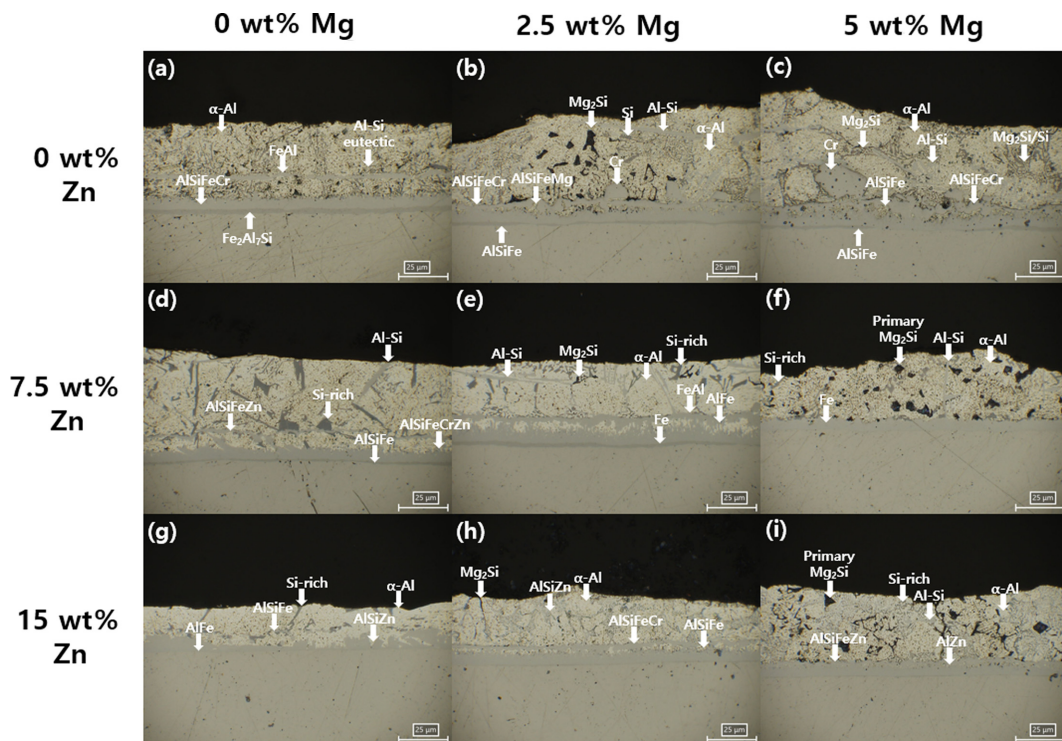 0 wt% Mg
2.5 wt% Mg
5 wt% Mg
0 wt%
Zn
(a)
α-Al
Al-Si
eutectic
FeAl
AlSiFeCr
Fe₂Al₇Si
25 μm
(b)
Mg₂Si
Si
Al-Si
α-Al
Cr
AlSiFeCr
AlSiFeMg
AlSiFe
25 μm
(c)
Mg₂Si
α-Al
Al-Si
Mg₂Si/Si
Cr
AlSiFe
AlSiFeCr
AlSiFe
25 μm
7.5 wt%
Zn
(d)
Al-Si
AlSiFeZn
Si-rich
AlSiFeCrZn
AlSiFe
25 μm
(e)
Al-Si
Mg₂Si
α-Al
Si-rich
FeAl
AlFe
Fe
25 μm
(f)
Primary
Mg₂Si
Al-Si
α-Al
Si-rich
Fe
25 μm
15 wt%
Zn
(g)
Si-rich
α-Al
AlSiFe
AlFe
AlSiZn
25 μm
(h)
Mg₂Si
AlSiZn
α-Al
AlSiFeCr
AlSiFe
25 μm
(i)
Primary
Mg₂Si
Si-rich
Al-Si
α-Al
AlSiFeZn
AlZn
25 μm